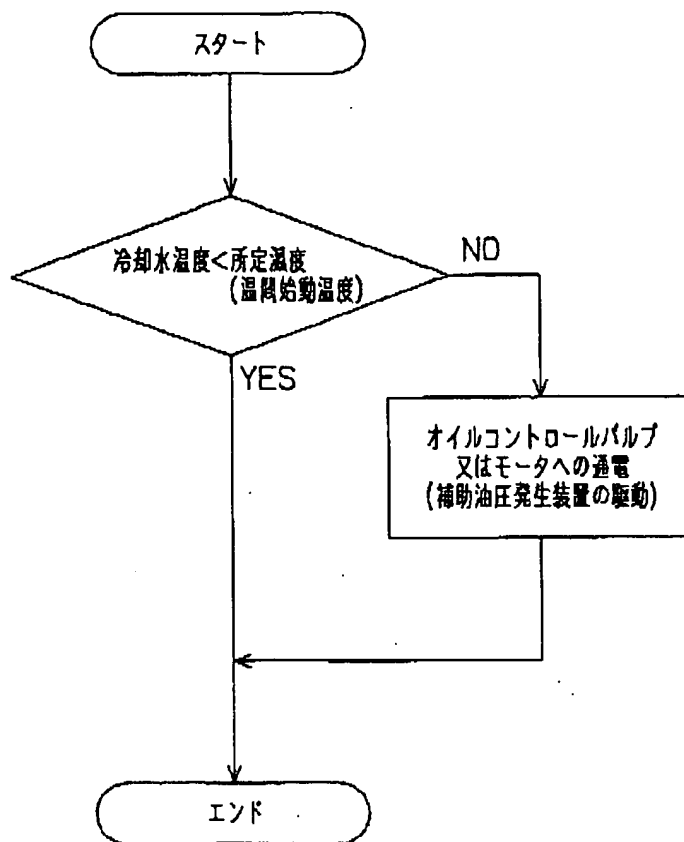 スタート
冷却水温度<所定温度
(温間始動温度)
NO
YES
オイルコントロールバルブ
又はモータへの通電
(補助油圧発生装置の駆動)
エンド